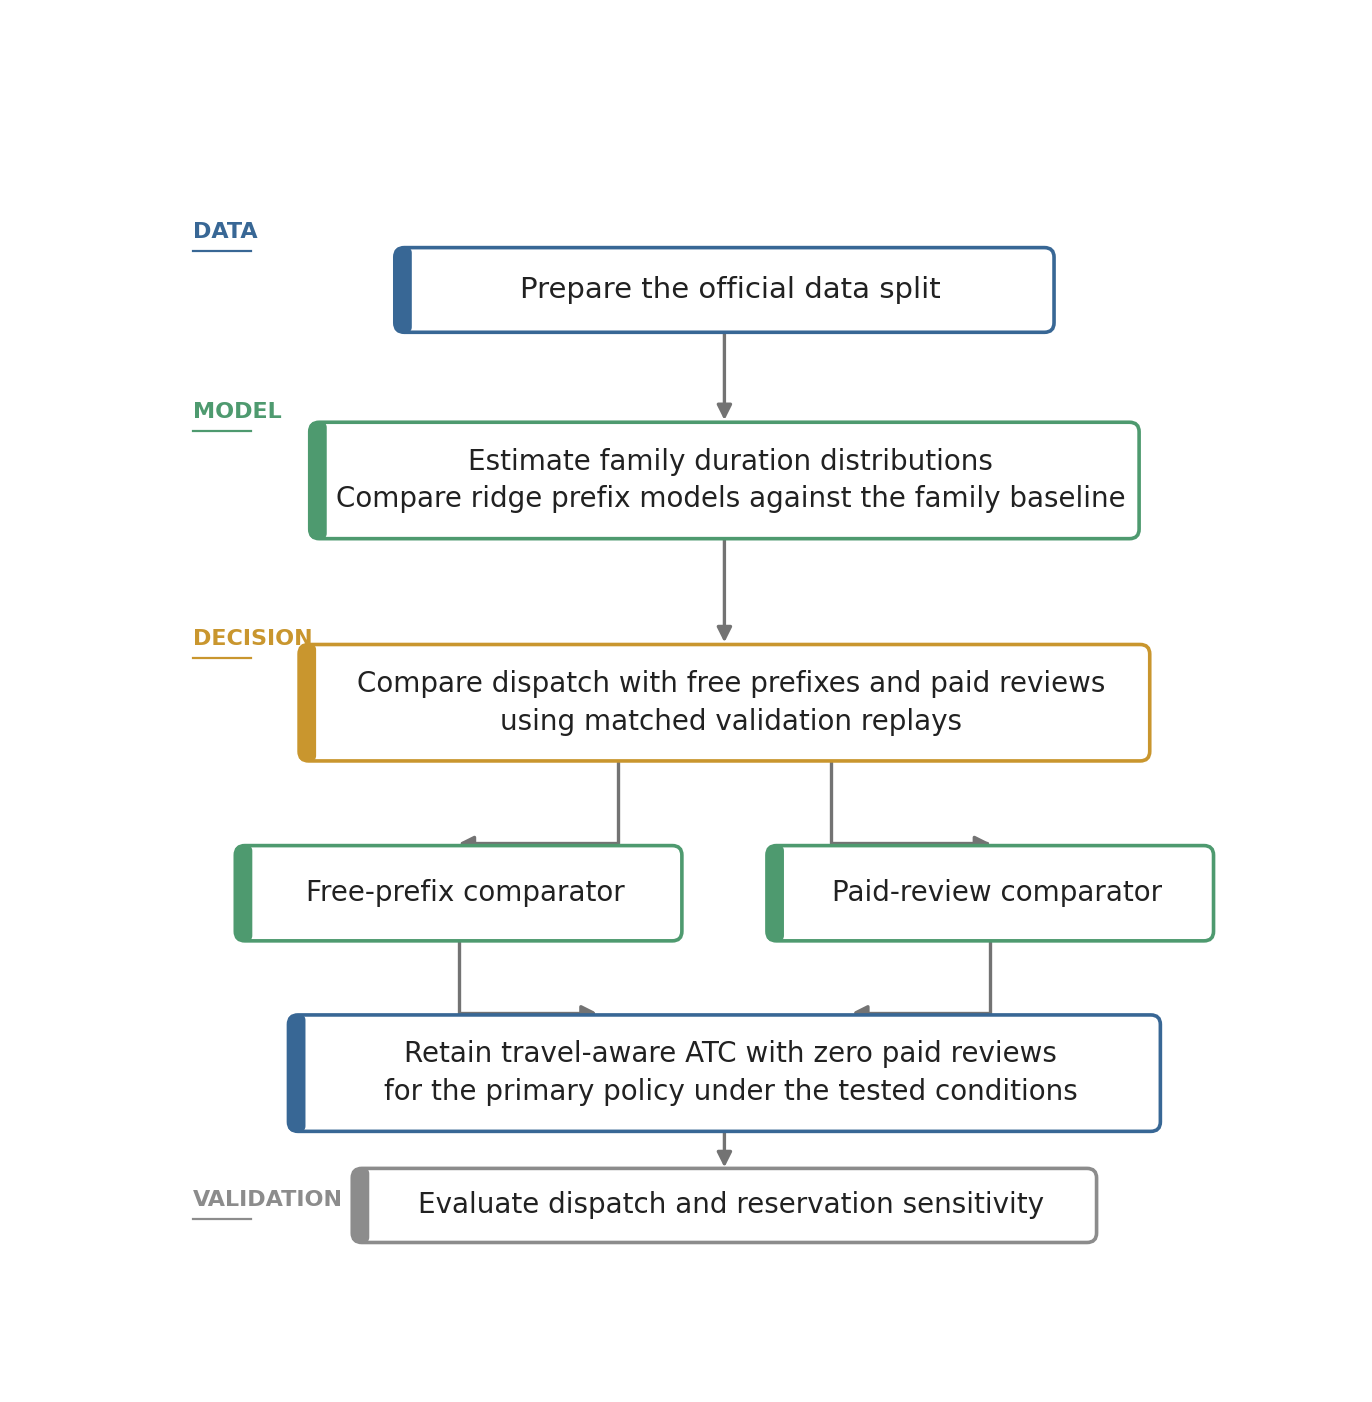 DATA
Prepare the official data split
MODEL
Estimate family duration distributions
Compare ridge prefix models against the family baseline
DECISION
Compare dispatch with free prefixes and paid reviews
using matched validation replays
Free-prefix comparator
Paid-review comparator
Retain travel-aware ATC with zero paid reviews
for the primary policy under the tested conditions
VALIDATION
Evaluate dispatch and reservation sensitivity